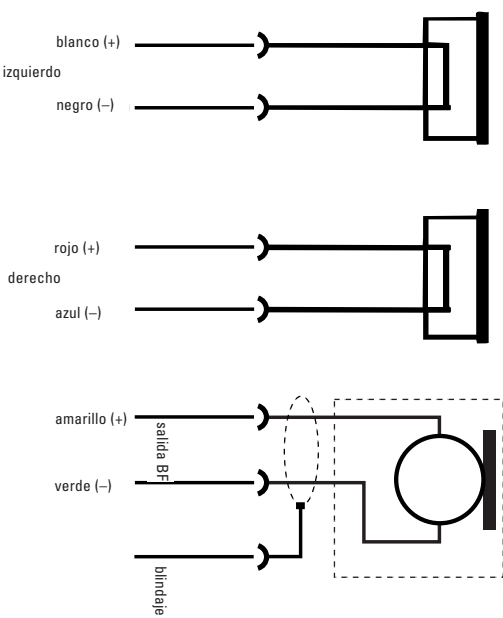 blanco (+)
izquierdo
negro (–)
rojo (+)
derecho
azul (–)
amarillo (+)
salida BF
verde (–)
blindaje